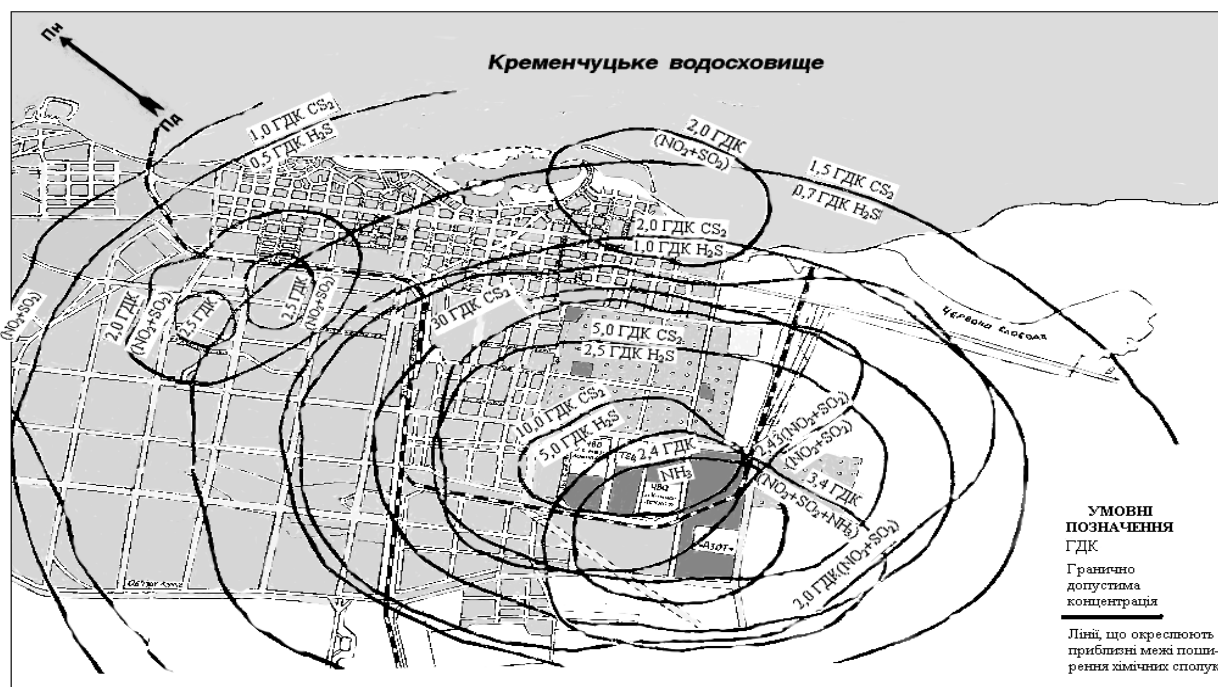 Пн
Пд
Кременчуцьке водосховище
1,0 ГДК CS₂
0,5 ГДК H₂S
2,0 ГДК
(NO₂+SO₂)
1,5 ГДК CS₂
0,7 ГДК H₂S
2,0 ГДК CS₂
1,0 ГДК H₂S
(NO₂+SO₂)
2,0 ГДК
(NO₂+SO₂)
2,5 ГДК
2,5 ГДК
(NO₂+SO₂)
30 ГДК CS₂
5,0 ГДК CS₂
2,5 ГДК H₂S
ЧЕРВОНА СЛОБОДА
10,0 ГДК CS₂
5,0 ГДК H₂S
ЧВО
ТЕЦ
2,4 ГДК
NH₃
ЧВО
2,43(NO₂+SO₂)
(NO₂+SO₂)
3,4 ГДК
(NO₂+SO₂+NH₃)
«АЗОТ»
2,0 ГДК(NO₂+SO₂)
УМОВНІ
ПОЗНАЧЕННЯ
ГДК
Гранично
допустима
концентрація
Лінії, що окреслюють
приблизні межі поши-
рення хімічних сполук